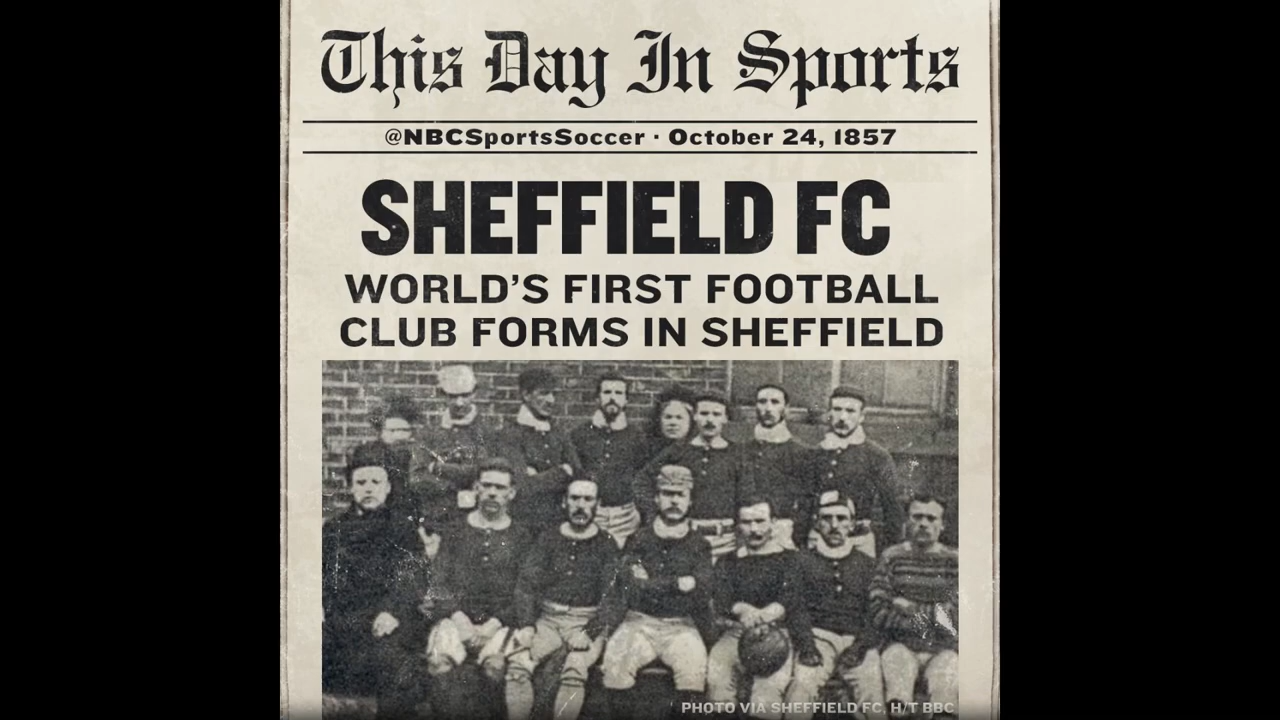 This Day In Sports
@NBCSportsSoccer · October 24, 1857
SHEFFIELD FC
WORLD'S FIRST FOOTBALL
CLUB FORMS IN SHEFFIELD
PHOTO VIA SHEFFIELD FC, H/T BBC